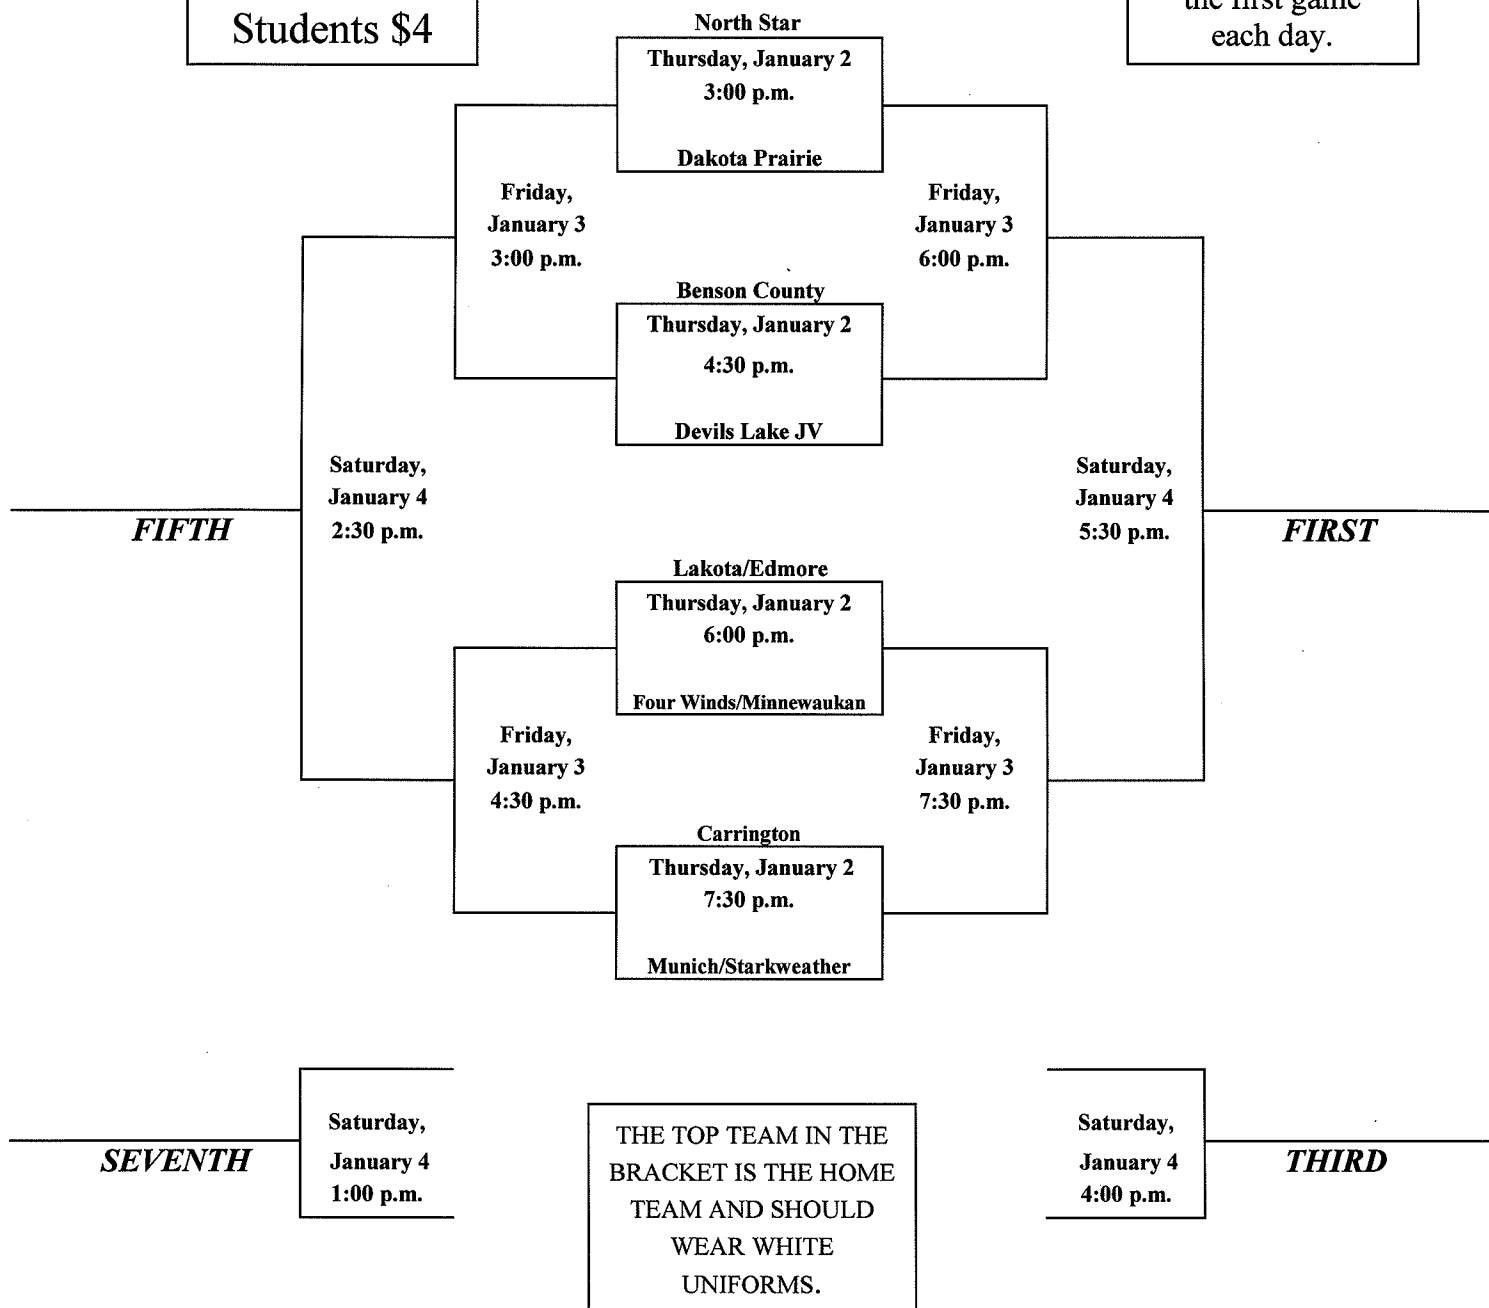 Students $4
the first game
each day.
North Star
Thursday, January 2
3:00 p.m.
Dakota Prairie
Friday,
January 3
3:00 p.m.
Friday,
January 3
6:00 p.m.
Benson County
Thursday, January 2
4:30 p.m.
Devils Lake JV
Saturday,
January 4
2:30 p.m.
FIFTH
Saturday,
January 4
5:30 p.m.
FIRST
Lakota/Edmore
Thursday, January 2
6:00 p.m.
Four Winds/Minnewaukan
Friday,
January 3
4:30 p.m.
Friday,
January 3
7:30 p.m.
Carrington
Thursday, January 2
7:30 p.m.
Munich/Starkweather
SEVENTH
Saturday,
January 4
1:00 p.m.
THE TOP TEAM IN THE
BRACKET IS THE HOME
TEAM AND SHOULD
WEAR WHITE
UNIFORMS.
Saturday,
January 4
4:00 p.m.
THIRD